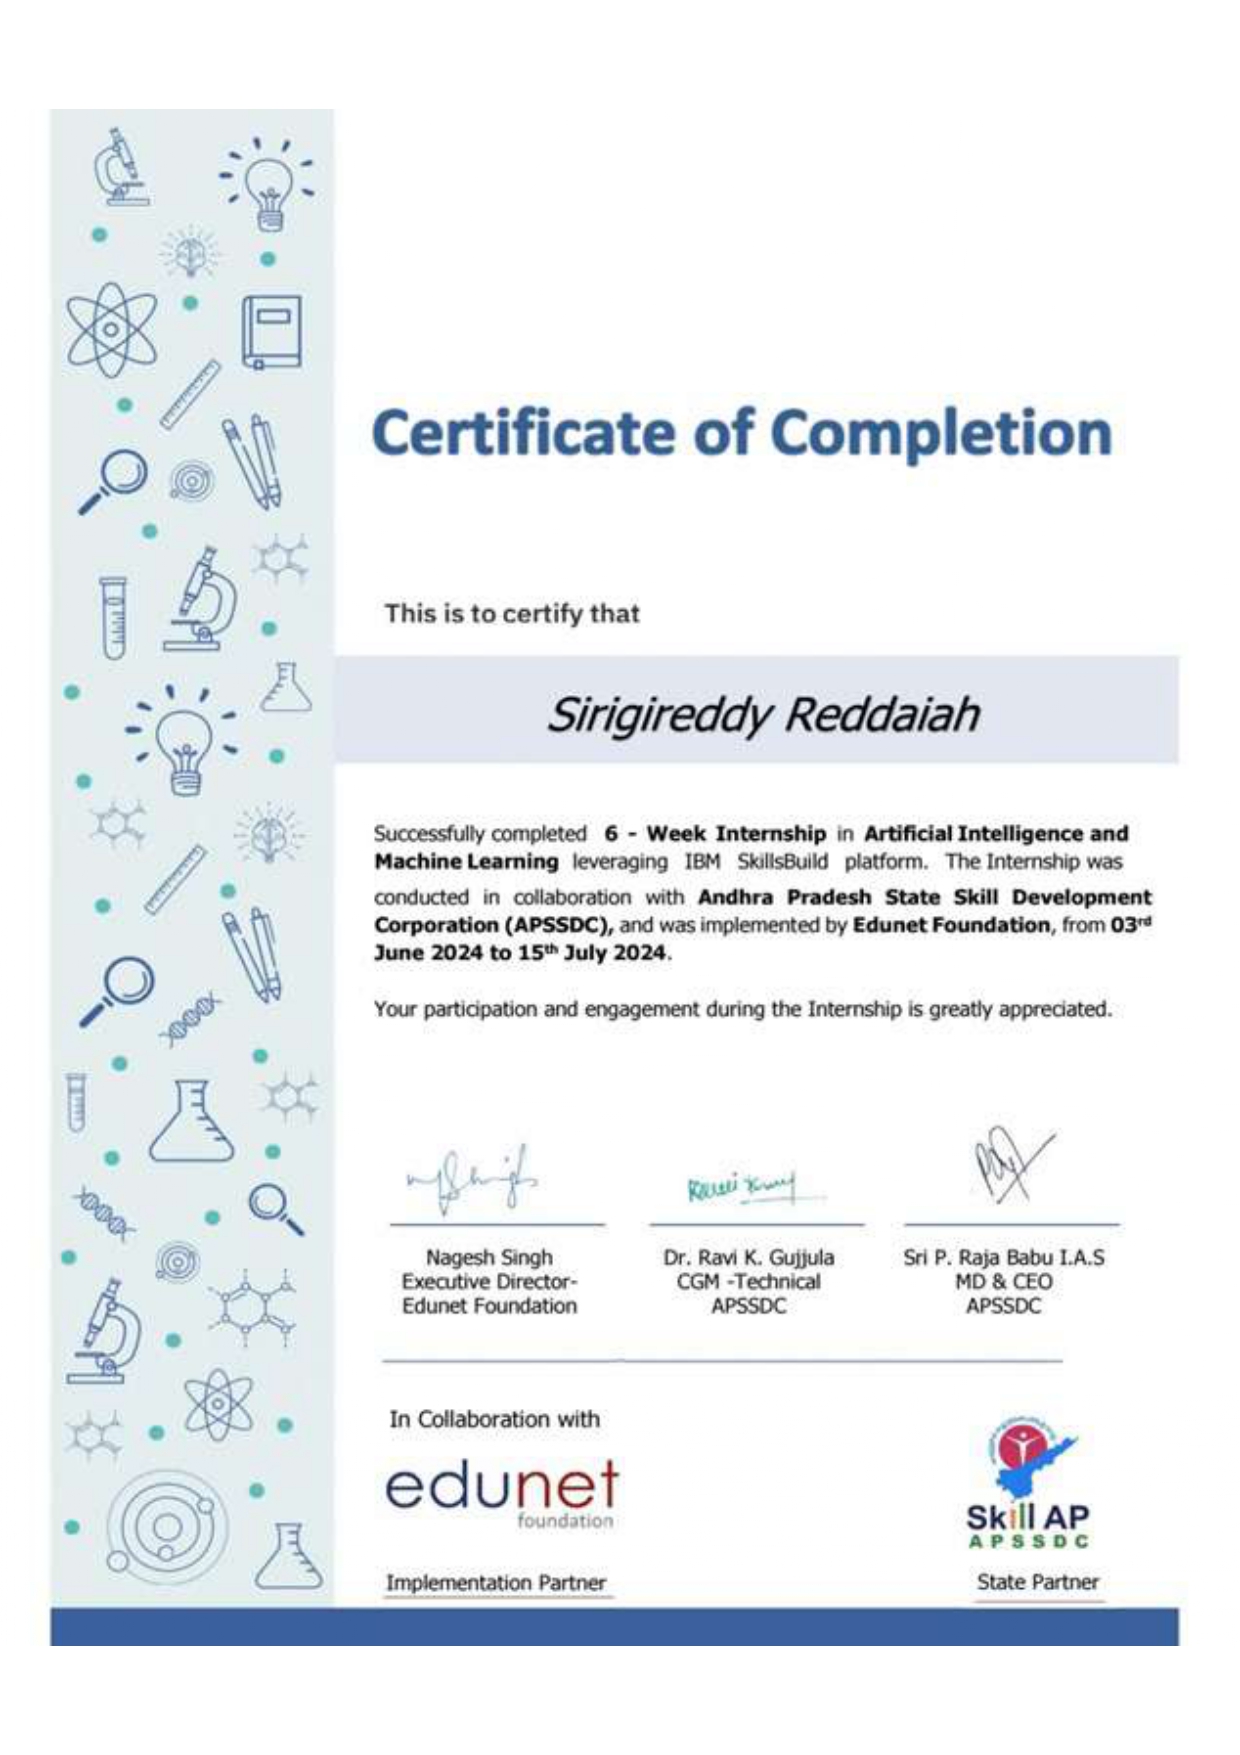 Certificate of Completion
This is to certify that
Sirigireddy Reddaiah
Successfully completed 6 - Week Internship in Artificial Intelligence and
Machine Learning leveraging IBM SkillsBuild platform. The Internship was
conducted in collaboration with Andhra Pradesh State Skill Development
Corporation (APSSDC), and was implemented by Edunet Foundation, from 03rd
June 2024 to 15th July 2024.
Your participation and engagement during the Internship is greatly appreciated.
Nagesh Singh
Executive Director-
Edunet Foundation
Dr. Ravi K. Gujjula
CGM -Technical
APSSDC
Sri P. Raja Babu I.A.S
MD & CEO
APSSDC
In Collaboration with
edunet
foundation
Implementation Partner
Skill AP
APSSDC
State Partner